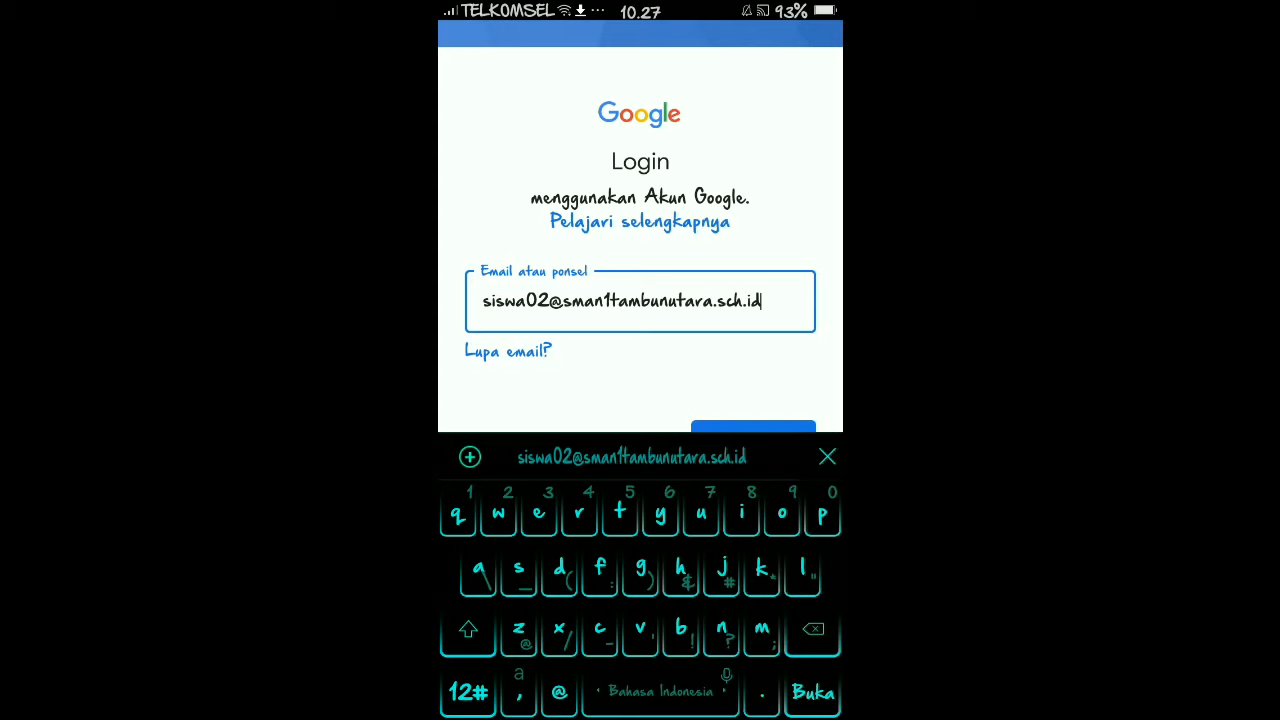 TELKOMSEL ... 10.27 93%
Google
Login
menggunakan Akun Google.
Pelajari selengkapnya
Email atau ponsel
siswa02@sman1tambunutara.sch.id
Lupa email?
siswa02@sman1tambunutara.sch.id
1 2 3 4 5 6 7 8 9 0
q w e r t y u i o p
a s d f g h j k l
\ _ ( : ) & # * "
z x c v b n m
@ / - ' ! ? ;
a
12# , @ Bahasa Indonesia . Buka